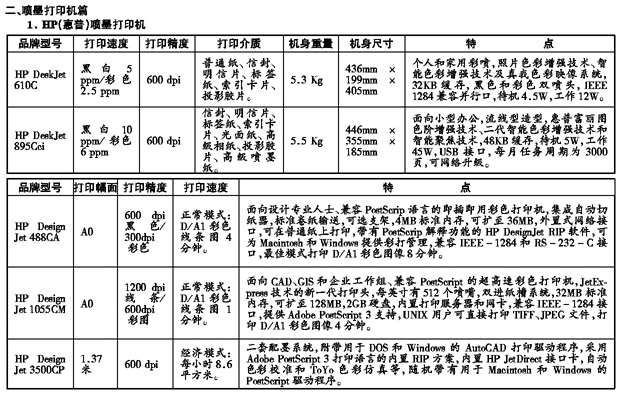 二、喷墨打印机篇
1. HP(惠普)喷墨打印机
品牌型号 打印速度 打印精度 打印介质 机身重量 机身尺寸 特 点
HP DeskJet 610C 黑白5 ppm/彩色 2.5 ppm 600 dpi 普通纸、信封、明信片、标签纸、索引卡片、投影胶片。 5.3 Kg 436mm × 199mm × 405mm 个人和家用彩喷，照片色彩增强技术、智能色彩增强技术及真我色彩映像系统，32KB缓存，黑色和彩色双喷头，IEEE 1284兼容并行口，待机4.5W，工作12W。
HP DeskJet 895Cci 黑白10 ppm/彩色 6 ppm 600 dpi 信封、明信片、标签纸、索引卡片、光面纸、高级相纸、投影胶片、高级喷墨纸。 5.5 Kg 446mm × 355mm × 185mm 面向小型办公，流线型造型，惠普富丽图色阶增强技术、二代智能色彩增强技术和智能聚焦技术，48KB缓存，待机5W，工作45W，USB接口，每月任务周期为3000页，可网络升级。
品牌型号 打印幅面 打印精度 打印速度 特 点
HP Design Jet 488CA A0 600 dpi 黑色/ 300dpi 彩色 正常模式：D/A1彩色线条图4分钟。 面向设计专业人士、兼容PostScrip语言的即插即用彩色打印机，集成自动切纸器，标准卷纸输送，可选支架，4MB标准内存，可扩至36MB，外置式网络接口，可在普通纸上打印，带有PostScrip解释功能的HP DesignJet RIP软件，可为Macintosh和Windows提供彩打管理，兼容IEEE-1284和RS-232-C接口，最佳模式打印D/A1彩色图像8分钟。
HP Design Jet 1055CM A0 1200 dpi 线条/ 600dpi 彩图 正常模式：D/A1彩色线条图1分钟。 面向CAD、GIS和企业工作组、兼容PostScript的超高速彩色打印机，JetExpress技术的新一代打印头，每英寸有512个喷嘴，双进纸槽系统，32MB标准内存，可扩至128MB，2GB硬盘，内置打印服务器和网卡，兼容IEEE-1284接口，提供Adobe PostScript 3支持，UNIX用户可直接打印TIFF、JPEG文件，打印D/A1彩色图像4分钟。
HP Design Jet 3500CP 1.37米 600 dpi 经济模式：每小时8.6平方米。 二套配墨系统，附带用于DOS和Windows的AutoCAD打印驱动程序，采用Adobe PostScript 3打印语言的内置RIP方案，内置HP JetDirect接口卡，自动色彩校准和ToYo色彩仿真等，随机带有用于Macintosh和Windows的PostScript驱动程序。